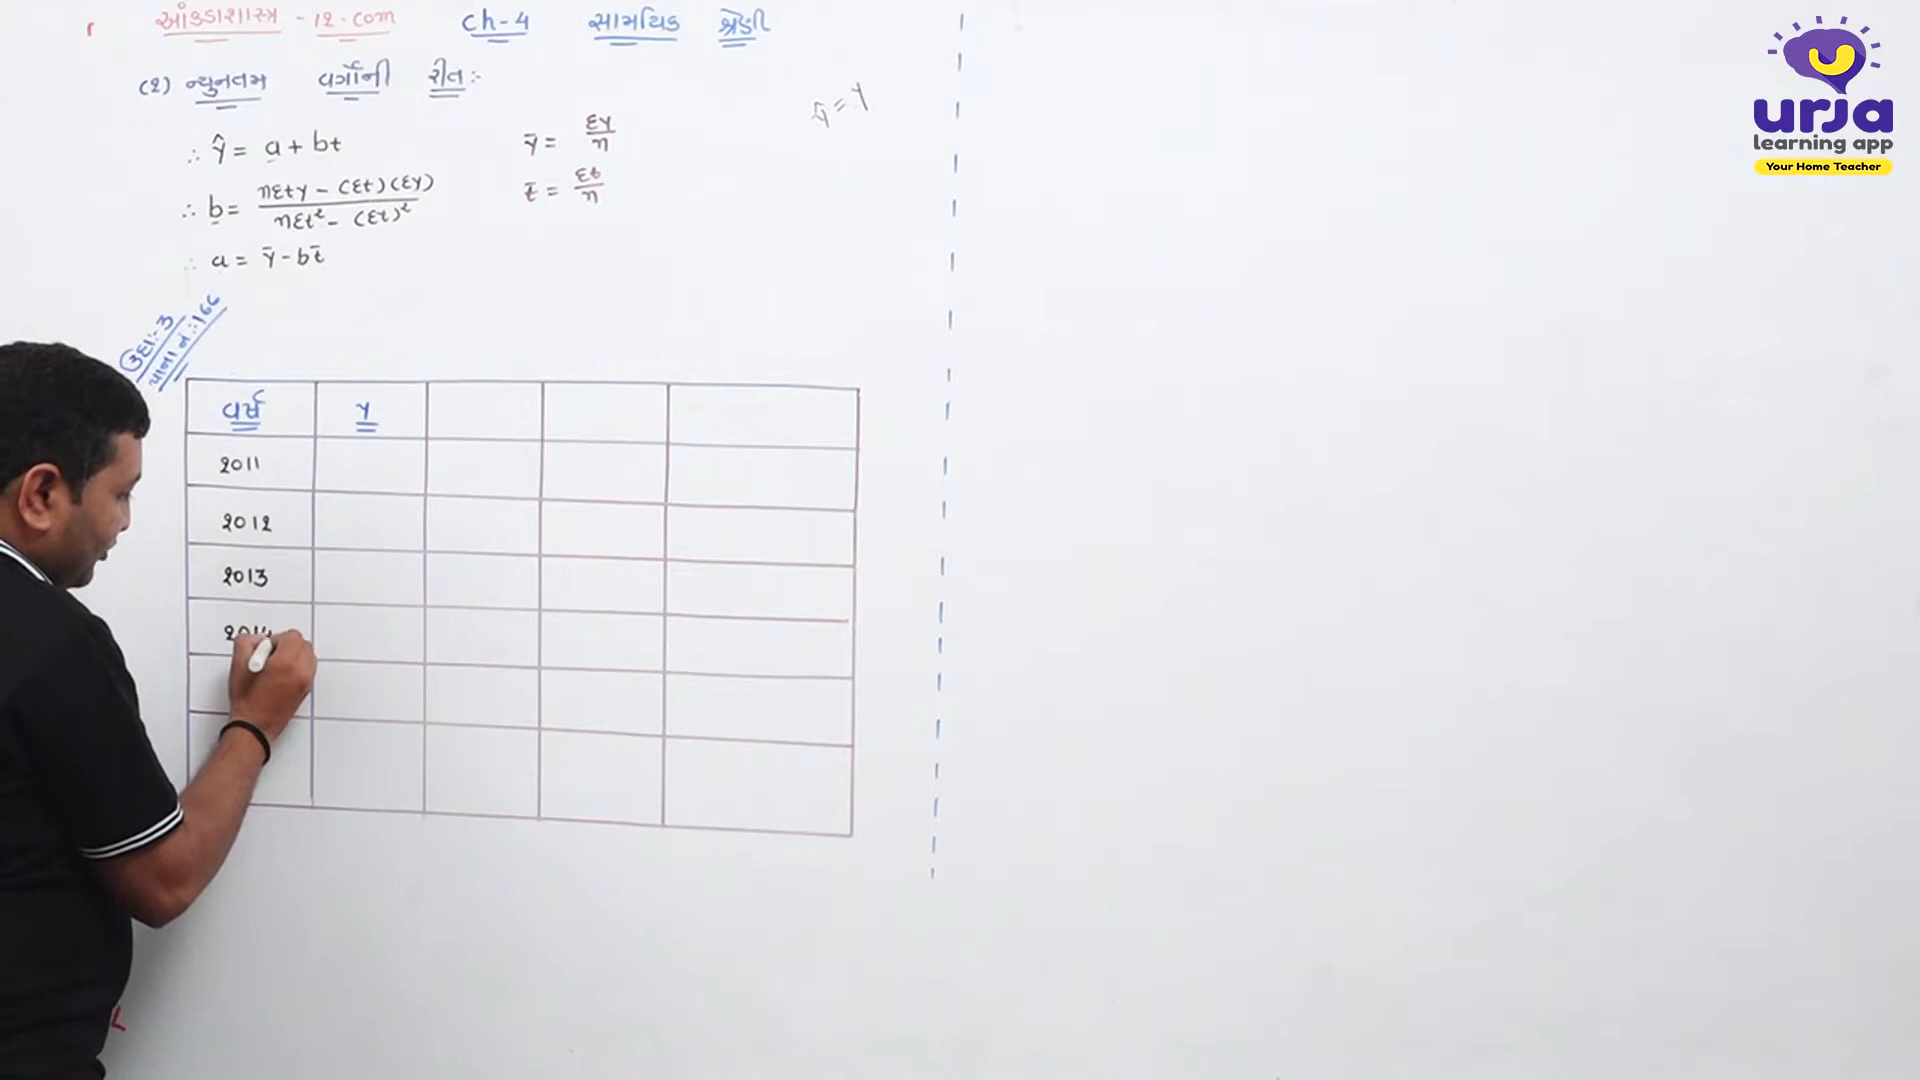 આંકડાશાસ્ત્ર - 12 - com Ch-4 સામયિક શ્રેણી
(2) ન્યુનતમ વર્ગોની રીત :-
∴ ŷ = a + bt
ȳ = Σy/n
∴ b = nΣty - (Σt)(Σy) / nΣt² - (Σt)²
t̄ = Σt/n
∴ a = ȳ - bt̄
ઉદા:-3
પાના નં.:-166
વર્ષ y
2011
2012
2013
urja
learning app
Your Home Teacher